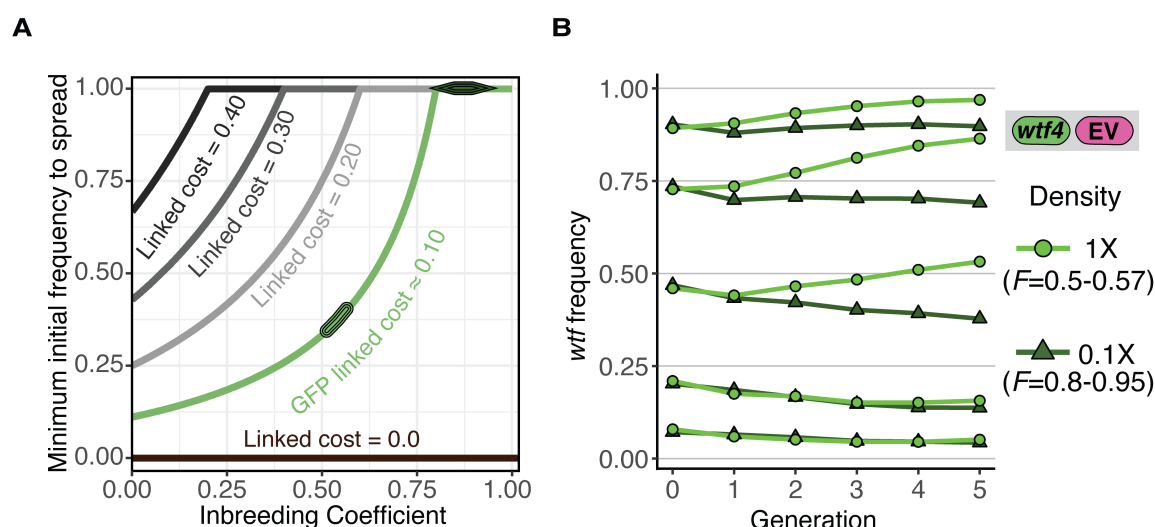 A
B
Minimum initial frequency to spread
1.00
0.75
0.50
0.25
0.00
Linked cost = 0.40
Linked cost = 0.30
Linked cost = 0.20
GFP linked cost ≈ 0.10
Linked cost = 0.0
0.00 0.25 0.50 0.75 1.00
Inbreeding Coefficient
wtf frequency
1.00
0.75
0.50
0.25
0.00
0 1 2 3 4 5
Generation
wtf4 EV
Density
1X
(F=0.5-0.57)
0.1X
(F=0.8-0.95)